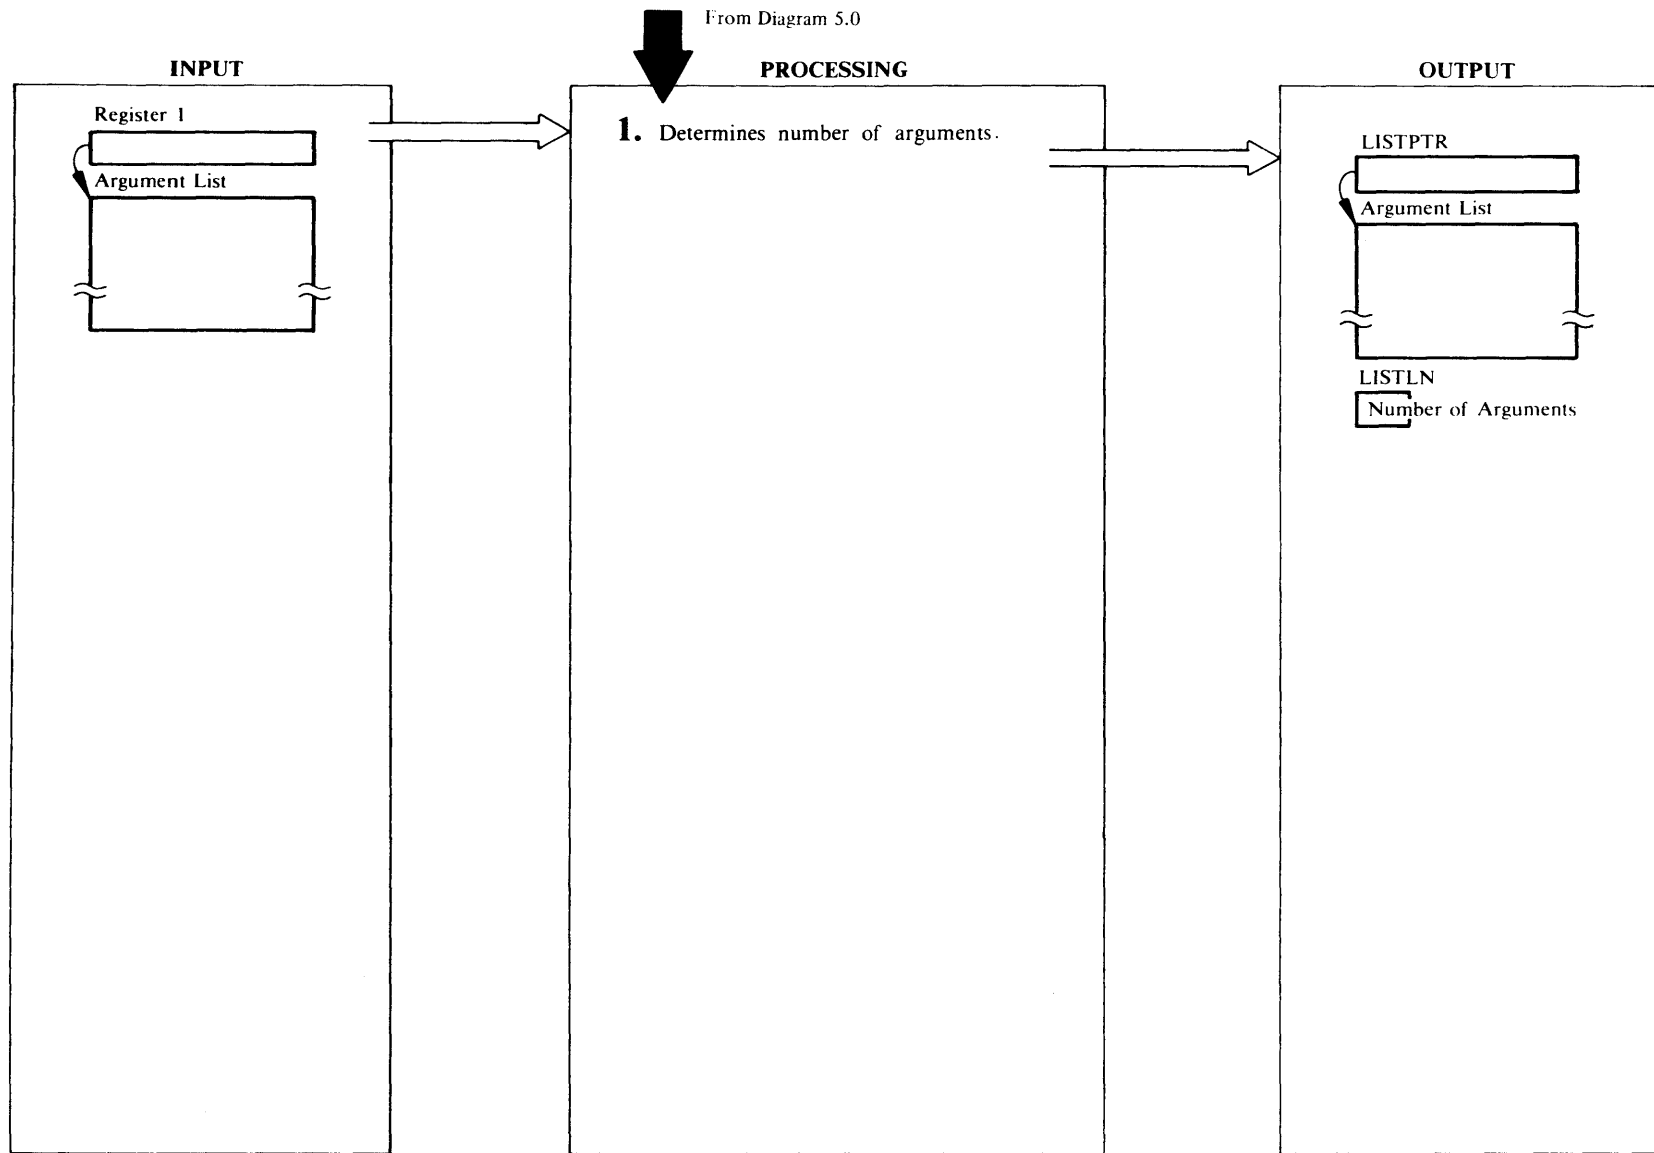 From Diagram 5.0
INPUT
PROCESSING
OUTPUT
Register 1
Argument List
1. Determines number of arguments.
LISTPTR
Argument List
LISTLN
Number of Arguments